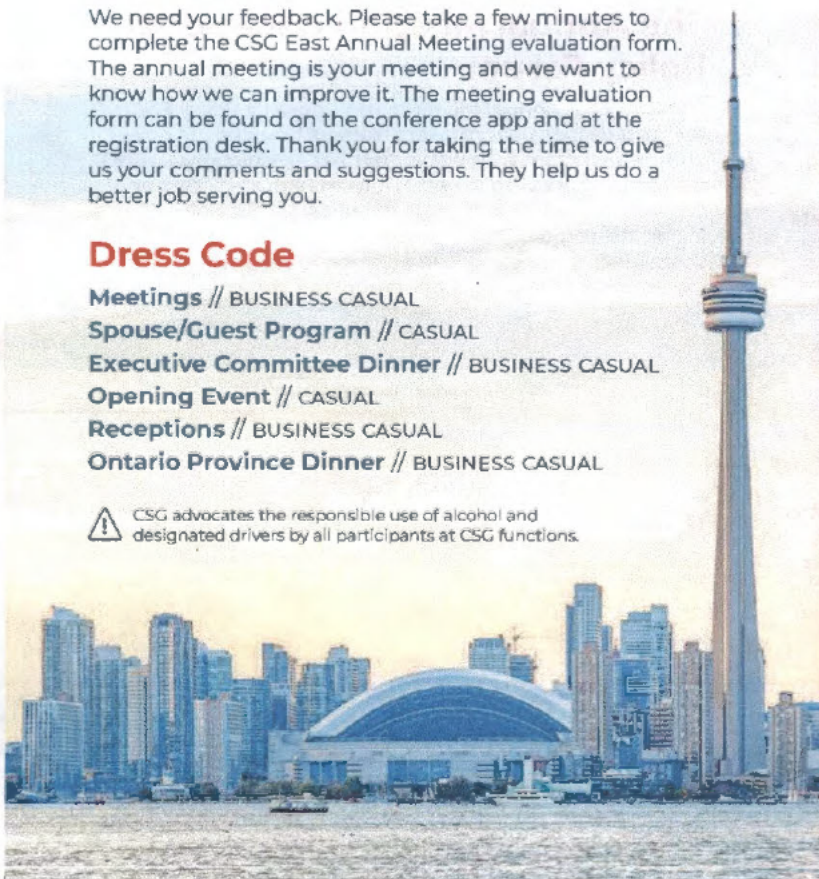 We need your feedback. Please take a few minutes to
complete the CSG East Annual Meeting evaluation form.
The annual meeting is your meeting and we want to
know how we can improve it. The meeting evaluation
form can be found on the conference app and at the
registration desk. Thank you for taking the time to give
us your comments and suggestions. They help us do a
better job serving you.
Dress Code
Meetings // BUSINESS CASUAL
Spouse/Guest Program // CASUAL
Executive Committee Dinner // BUSINESS CASUAL
Opening Event // CASUAL
Receptions // BUSINESS CASUAL
Ontario Province Dinner // BUSINESS CASUAL
CSG advocates the responsible use of alcohol and
designated drivers by all participants at CSG functions.